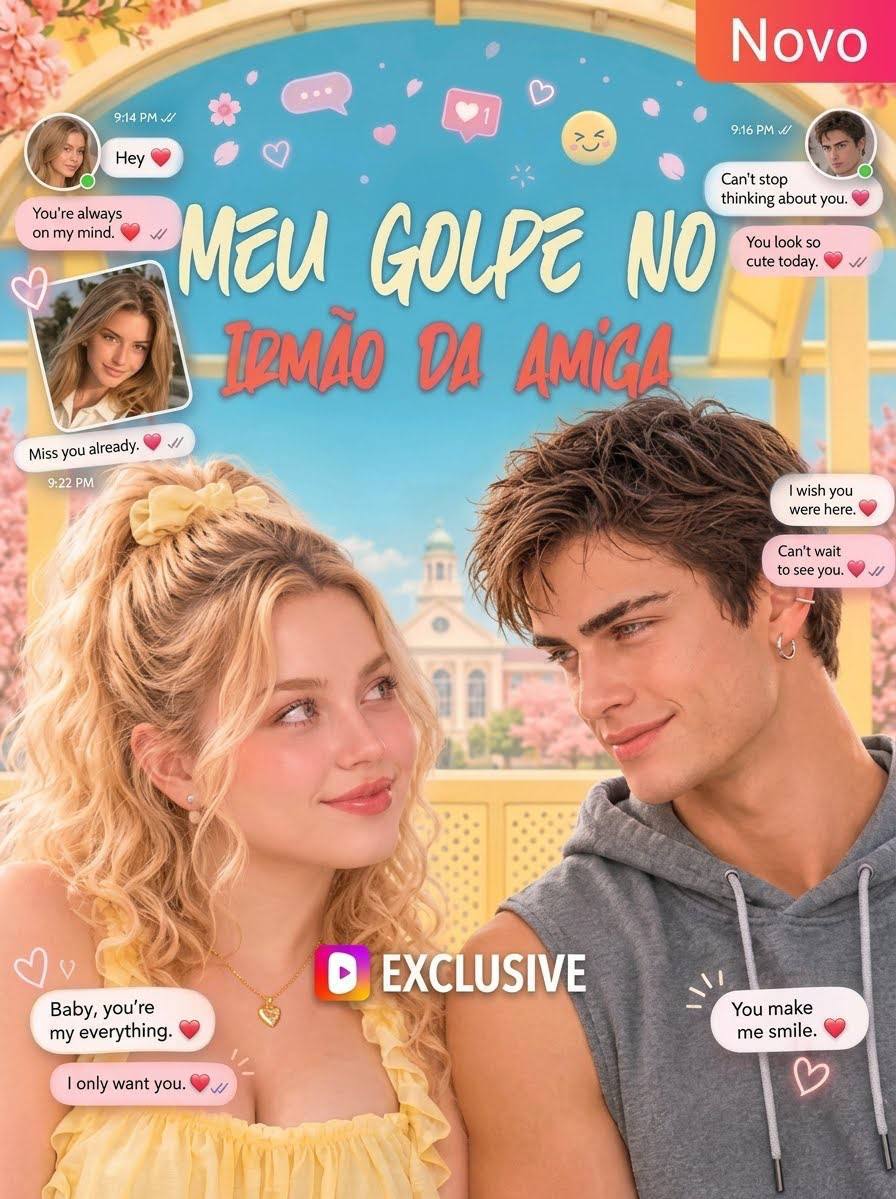 Novo
9:14 PM
Hey
You're always
on my mind.
9:16 PM
Can't stop
thinking about you.
You look so
cute today.
MEU GOLPE NO
IRMÃO DA AMIGA
Miss you already.
9:22 PM
I wish you
were here.
Can't wait
to see you.
1
EXCLUSIVE
Baby, you're
my everything.
I only want you.
You make
me smile.